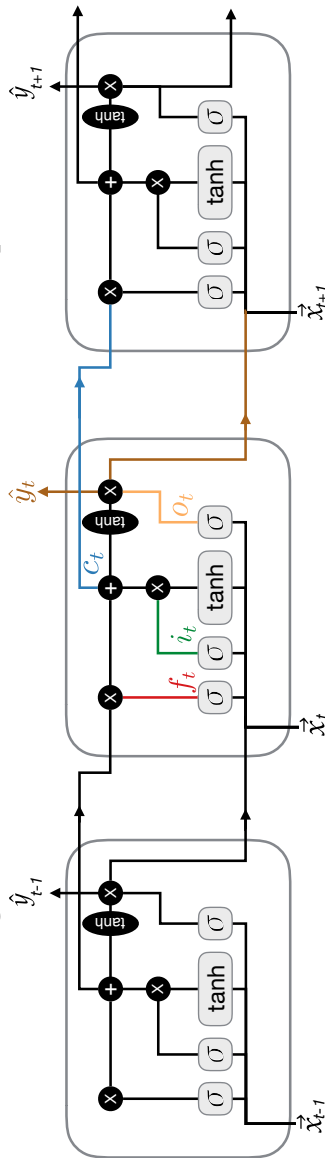 ŷt-1
× + tanh ×
×
σ σ tanh σ
x⃗t-1
ŷt
ct
× + tanh ×
×
ft it ot
σ σ tanh σ
x⃗t
ŷt+1
× + tanh ×
×
σ σ tanh σ
x⃗t+1